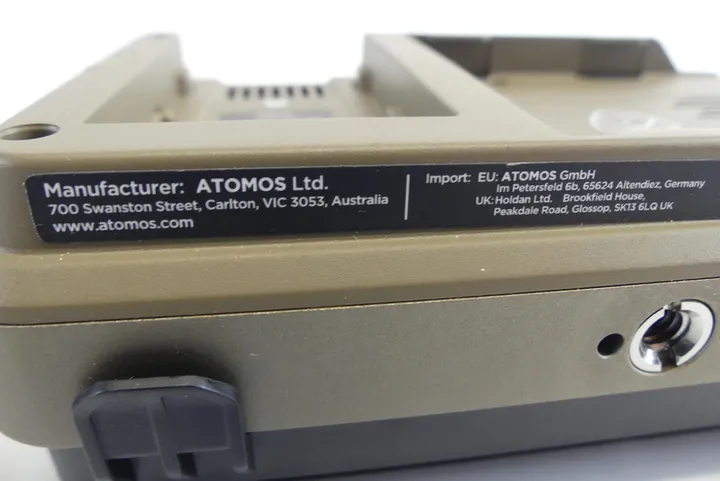 Manufacturer: ATOMOS Ltd.
700 Swanston Street, Carlton, VIC 3053, Australia
www.atomos.com
Import: EU: ATOMOS GmbH
Im Petersfeld 6b, 65624 Altendiez, Germany
UK: Holdan Ltd. Brookfield House,
Peakdale Road, Glossop, SK13 6LQ UK